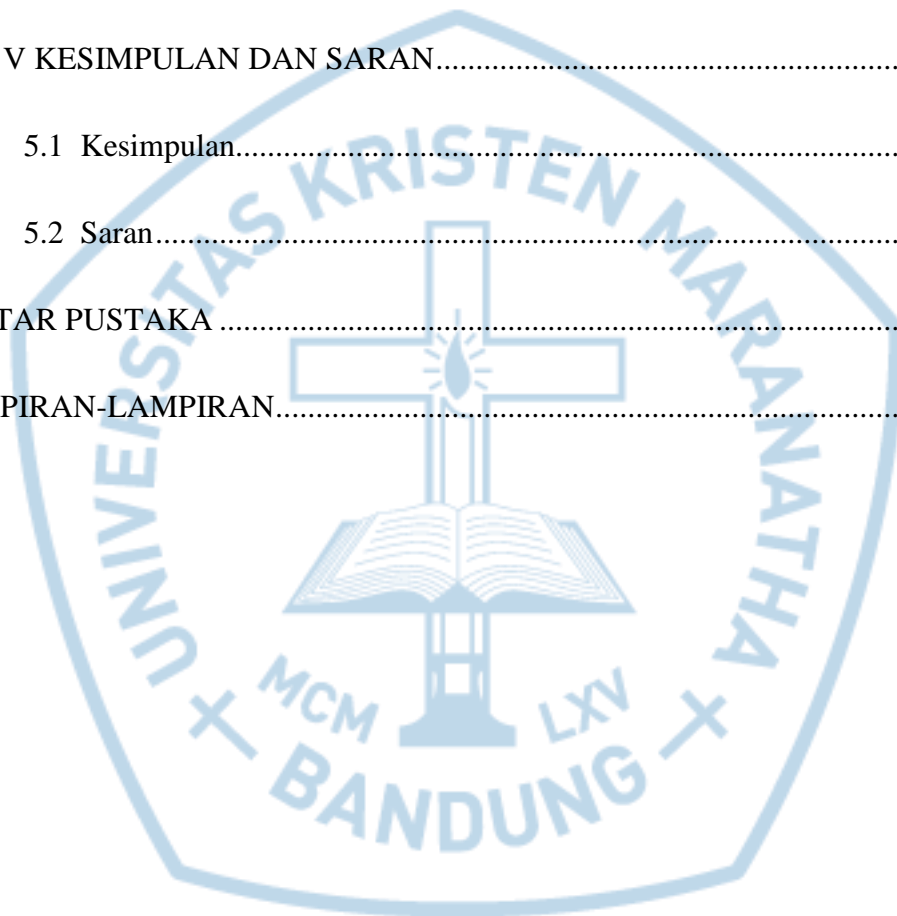 V KESIMPULAN DAN SARAN
5.1 Kesimpulan
5.2 Saran
TAR PUSTAKA
PIRAN-LAMPIRAN
UNIVERSITAS KRISTEN MARANATHA
MCM LXV
BANDUNG